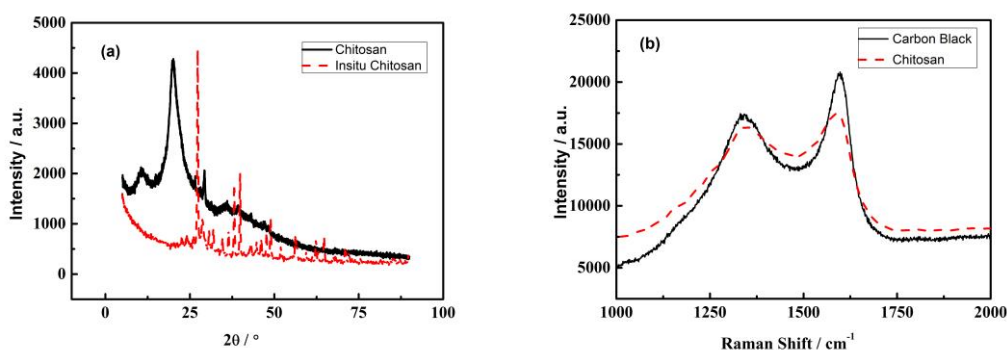 (a)
Chitosan
Insitu Chitosan
5000
4000
3000
2000
1000
0
Intensity / a.u.
0 25 50 75 100
2θ / °
(b)
Carbon Black
Chitosan
25000
20000
15000
10000
5000
Intensity / a.u.
1000 1250 1500 1750 2000
Raman Shift / cm⁻¹